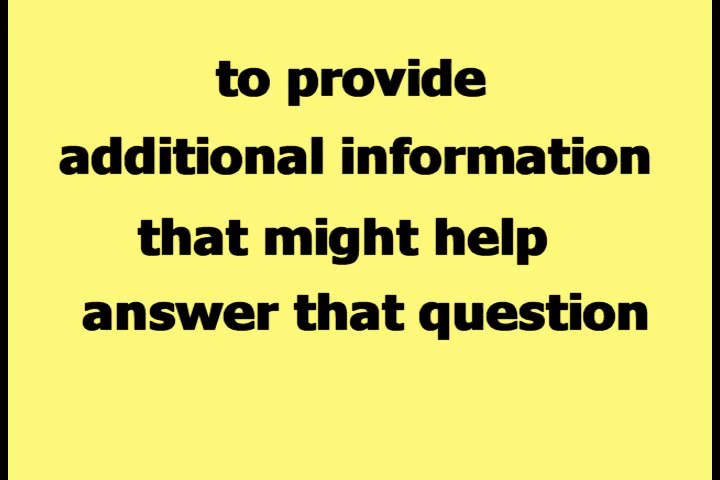 to provide
additional information
that might help
answer that question